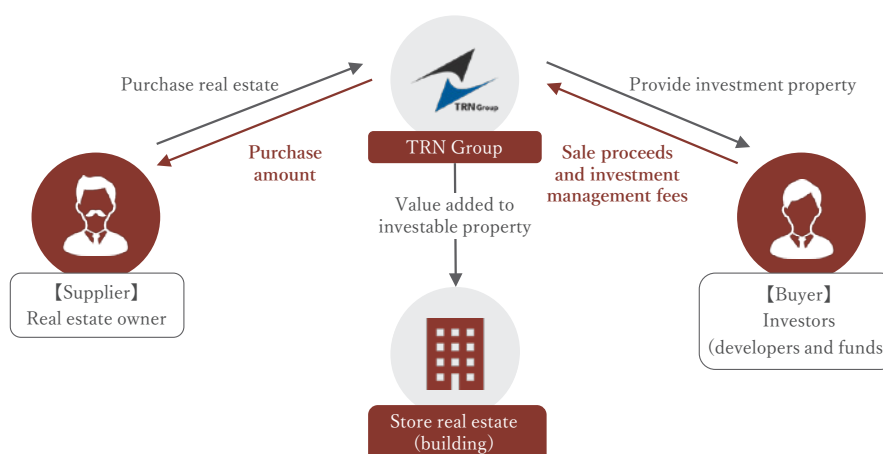 Purchase real estate
Provide investment property
TRN Group
TRN Group
Purchase
amount
Sale proceeds
and investment
management fees
Value added to
investable property
【Supplier】
Real estate owner
【Buyer】
Investors
(developers and funds
Store real estate
(building)